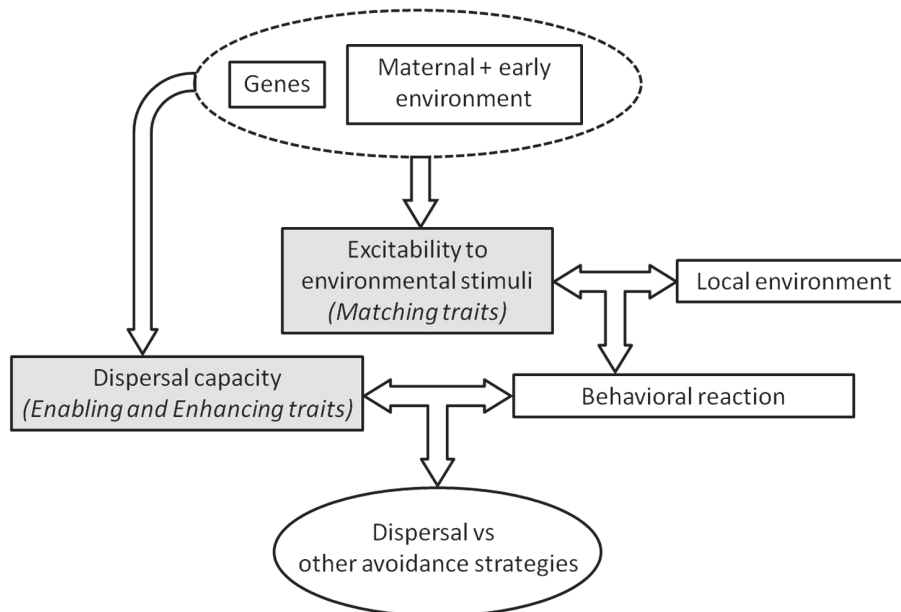 Genes
Maternal + early
environment
Excitability to
environmental stimuli
(Matching traits)
Local environment
Dispersal capacity
(Enabling and Enhancing traits)
Behavioral reaction
Dispersal vs
other avoidance strategies